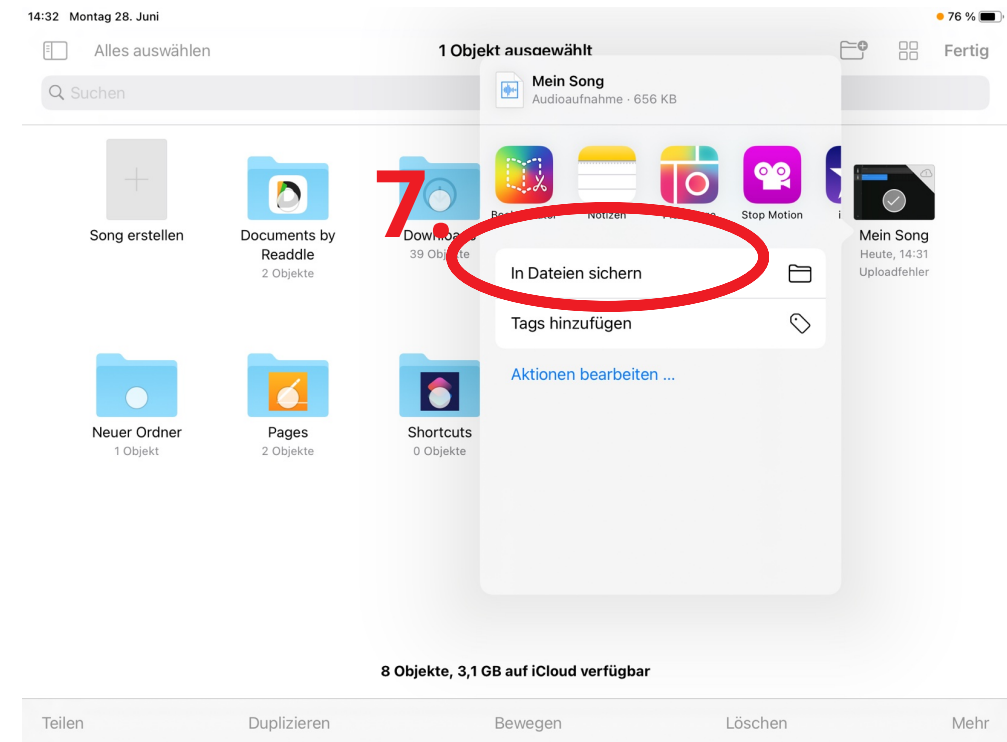 14:32 Montag 28. Juni
76 %
Alles auswählen
1 Objekt ausgewählt
Fertig
Suchen
Mein Song
Audioaufnahme · 656 KB
7.
Notizen
Stop Motion
Song erstellen
Documents by
Readdle
2 Objekte
Downloads
39 Objekte
Mein Song
Heute, 14:31
Uploadfehler
In Dateien sichern
Tags hinzufügen
Aktionen bearbeiten ...
Neuer Ordner
1 Objekt
Pages
2 Objekte
Shortcuts
0 Objekte
8 Objekte, 3,1 GB auf iCloud verfügbar
Teilen
Duplizieren
Bewegen
Löschen
Mehr